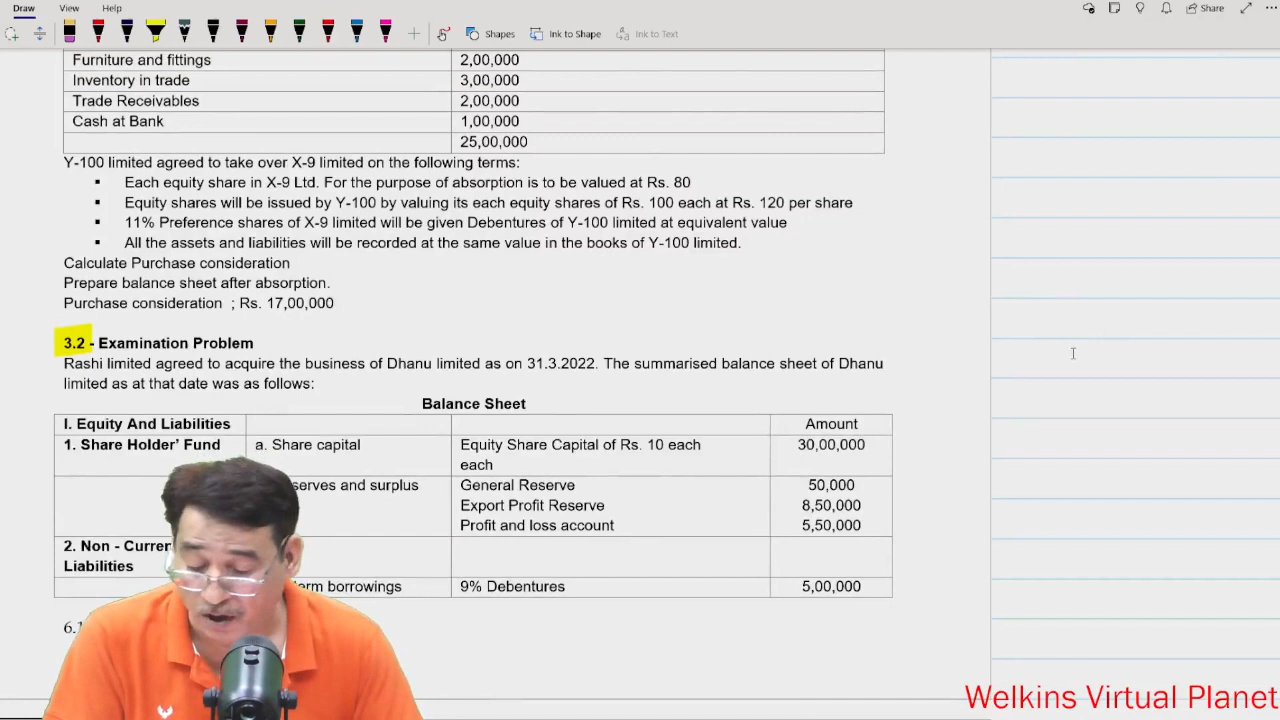 Draw View Help
Shapes Ink to Shape Ink to Text Share
Furniture and fittings 2,00,000
Inventory in trade 3,00,000
Trade Receivables 2,00,000
Cash at Bank 1,00,000
25,00,000
Y-100 limited agreed to take over X-9 limited on the following terms:
▪ Each equity share in X-9 Ltd. For the purpose of absorption is to be valued at Rs. 80
▪ Equity shares will be issued by Y-100 by valuing its each equity shares of Rs. 100 each at Rs. 120 per share
▪ 11% Preference shares of X-9 limited will be given Debentures of Y-100 limited at equivalent value
▪ All the assets and liabilities will be recorded at the same value in the books of Y-100 limited.
Calculate Purchase consideration
Prepare balance sheet after absorption.
Purchase consideration ; Rs. 17,00,000
3.2 - Examination Problem
Rashi limited agreed to acquire the business of Dhanu limited as on 31.3.2022. The summarised balance sheet of Dhanu
limited as at that date was as follows:
Balance Sheet
I. Equity And Liabilities Amount
1. Share Holder’ Fund a. Share capital Equity Share Capital of Rs. 10 each 30,00,000
each
serves and surplus General Reserve 50,000
Export Profit Reserve 8,50,000
Profit and loss account 5,50,000
2. Non - Curren
Liabilities
term borrowings 9% Debentures 5,00,000
6.1
Welkins Virtual Planet